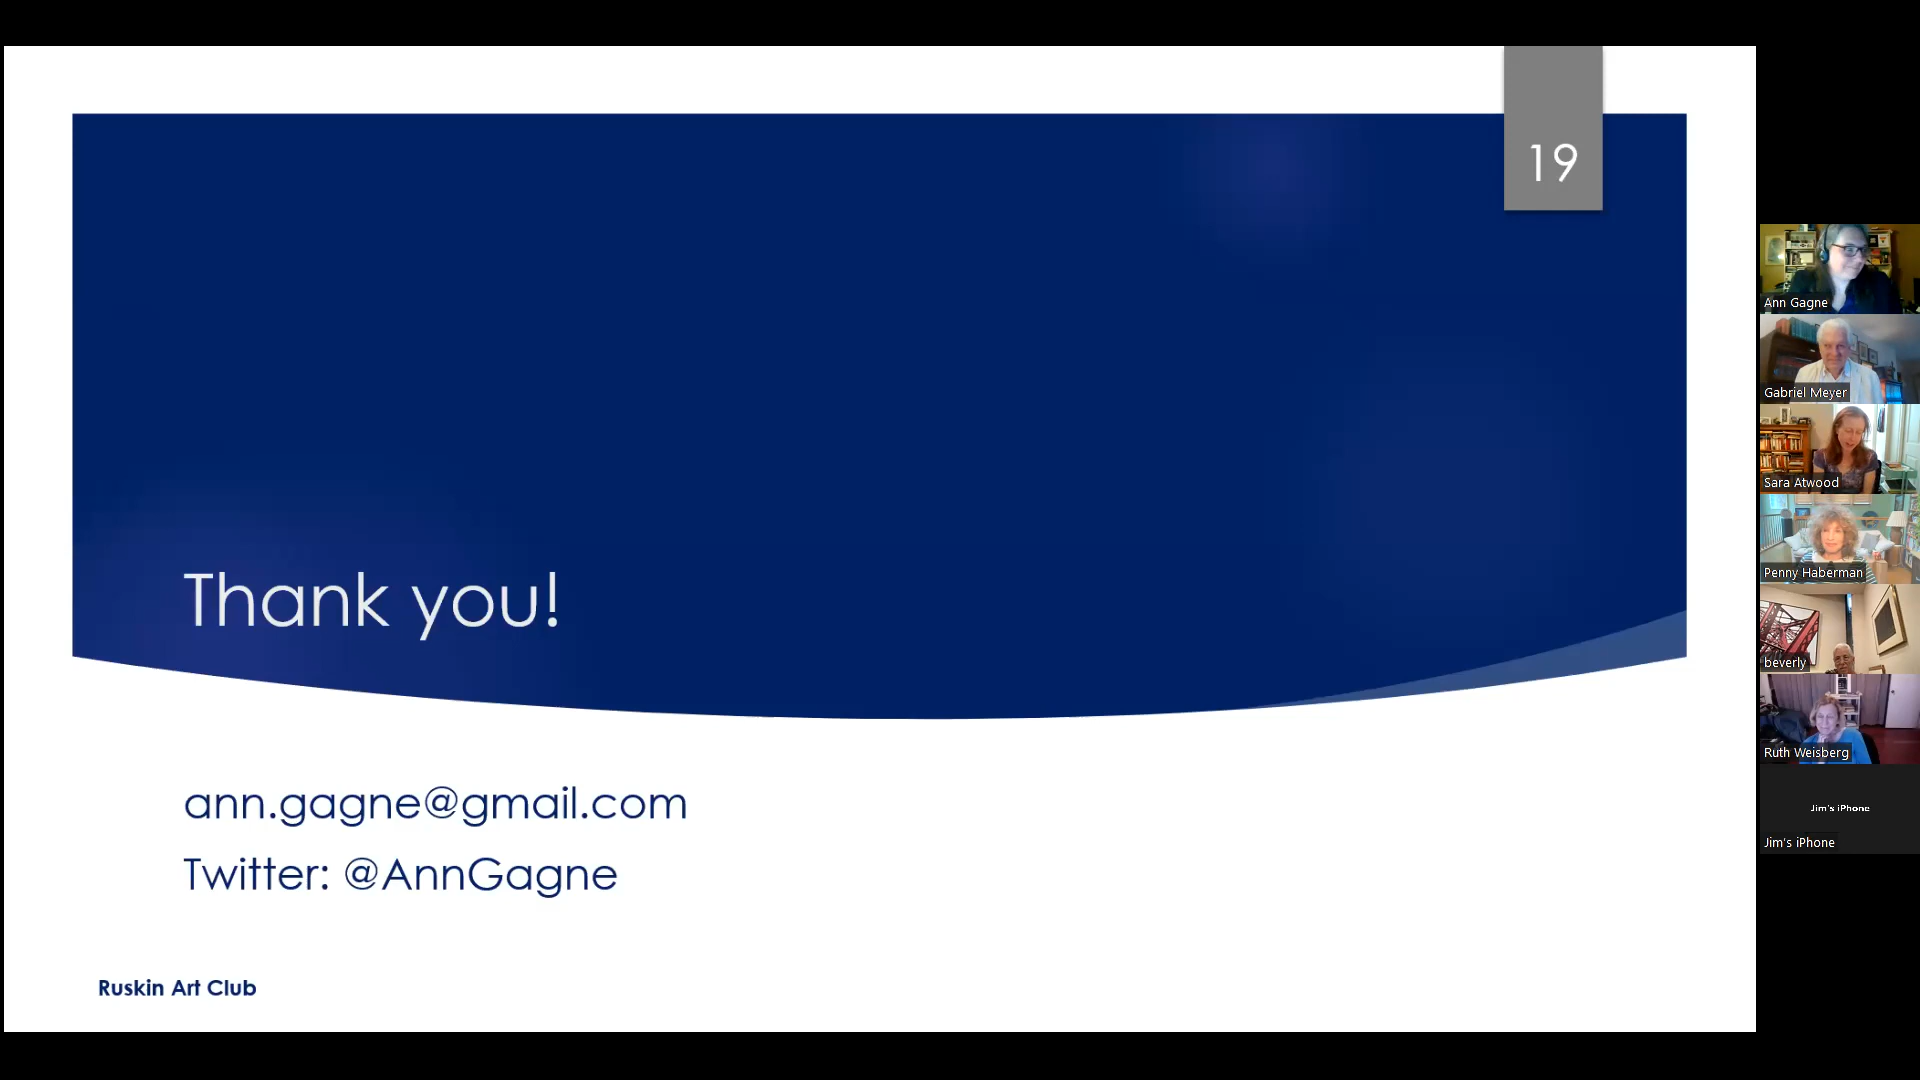 19
Thank you!
ann.gagne@gmail.com
Twitter: @AnnGagne
Ruskin Art Club
Ann Gagne
Gabriel Meyer
Sara Atwood
Penny Haberman
beverly
Ruth Weisberg
Jim's iPhone
Jim's iPhone